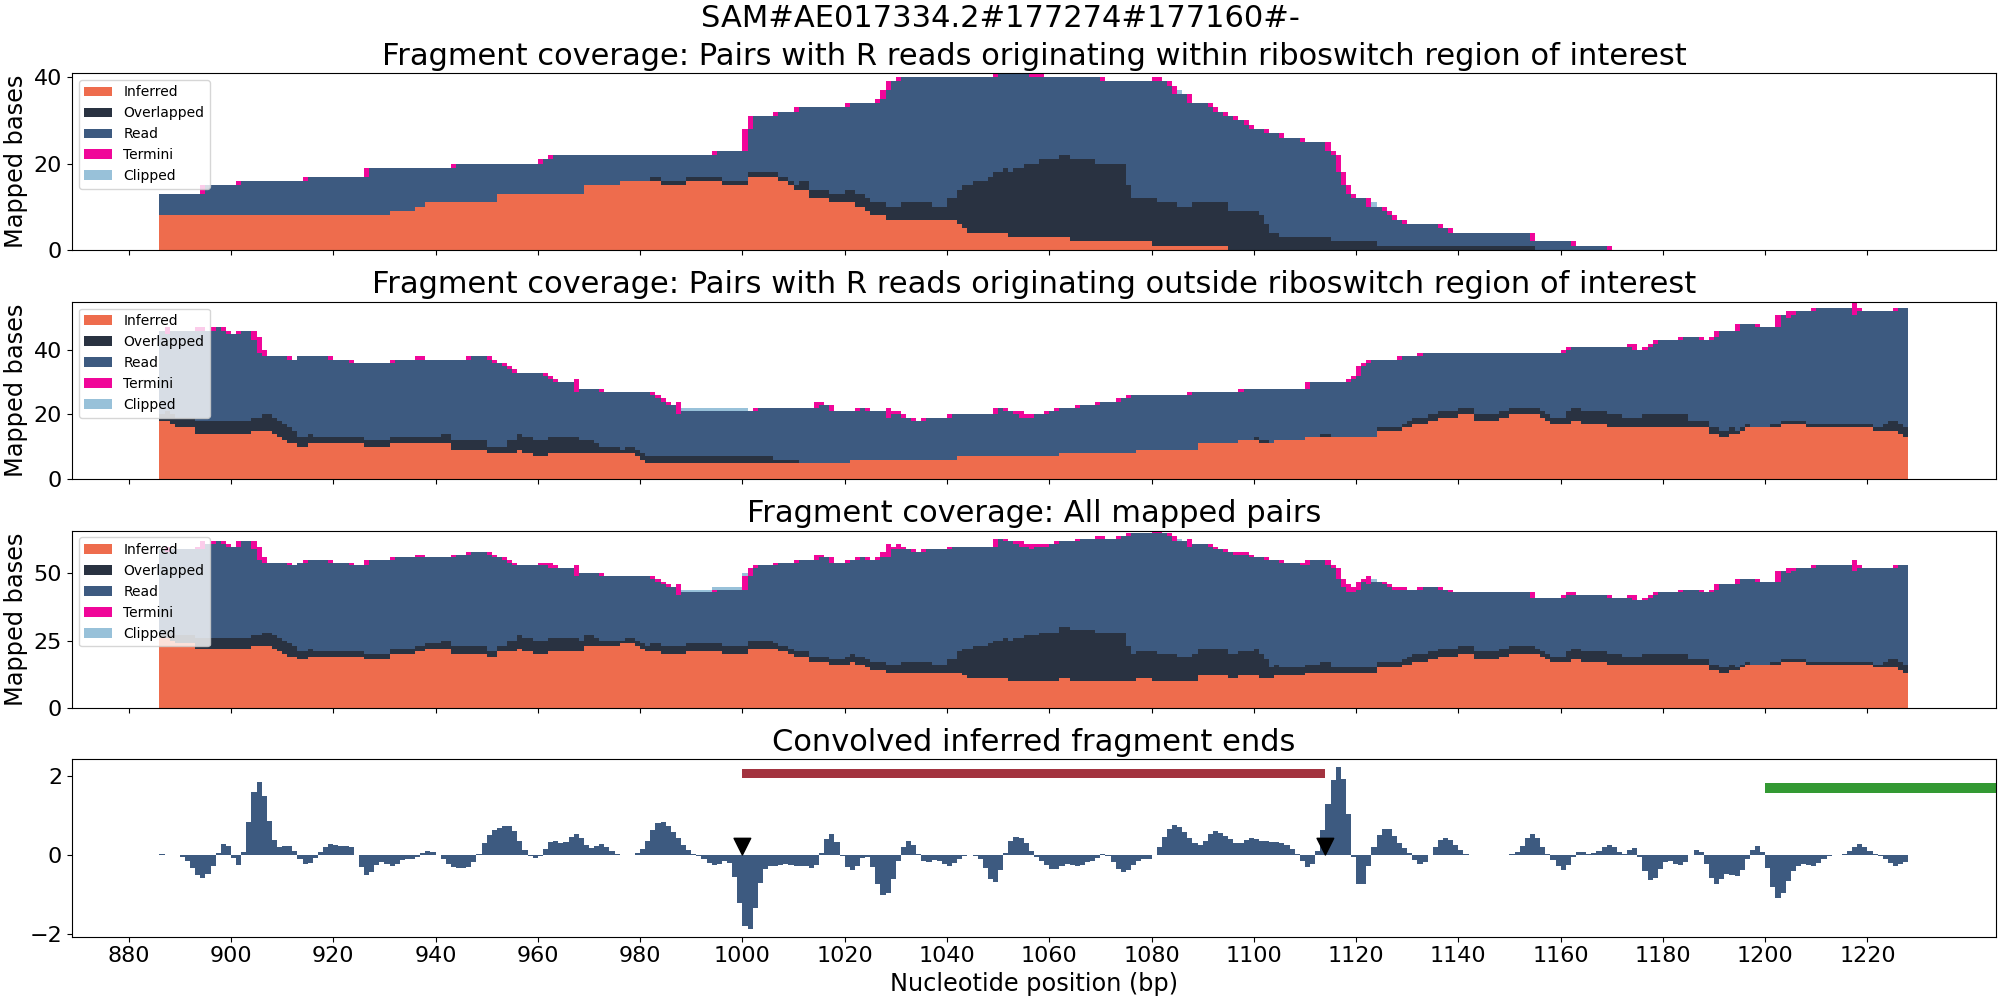 SAM#AE017334.2#177274#177160#-
Fragment coverage: Pairs with R reads originating within riboswitch region of interest
Mapped bases
40
20
0
Inferred
Overlapped
Read
Termini
Clipped
Fragment coverage: Pairs with R reads originating outside riboswitch region of interest
Mapped bases
40
20
0
Inferred
Overlapped
Read
Termini
Clipped
Fragment coverage: All mapped pairs
Mapped bases
50
25
0
Inferred
Overlapped
Read
Termini
Clipped
Convolved inferred fragment ends
2
0
−2
880 900 920 940 960 980 1000 1020 1040 1060 1080 1100 1120 1140 1160 1180 1200 1220
Nucleotide position (bp)